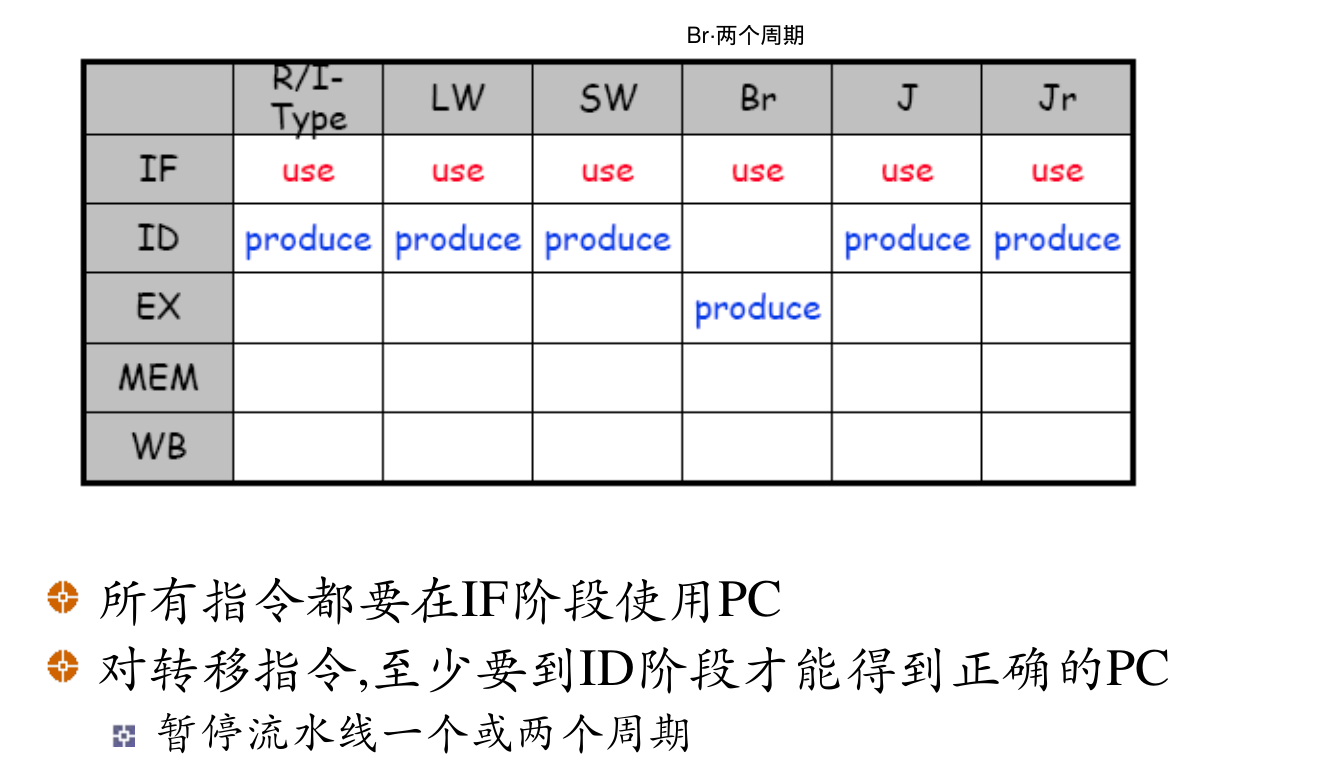 Br·两个周期
R/I-Type LW SW Br J Jr
IF use use use use use use
ID produce produce produce produce produce
EX produce
MEM
WB
所有指令都要在IF阶段使用PC
对转移指令,至少要到ID阶段才能得到正确的PC
暂停流水线一个或两个周期